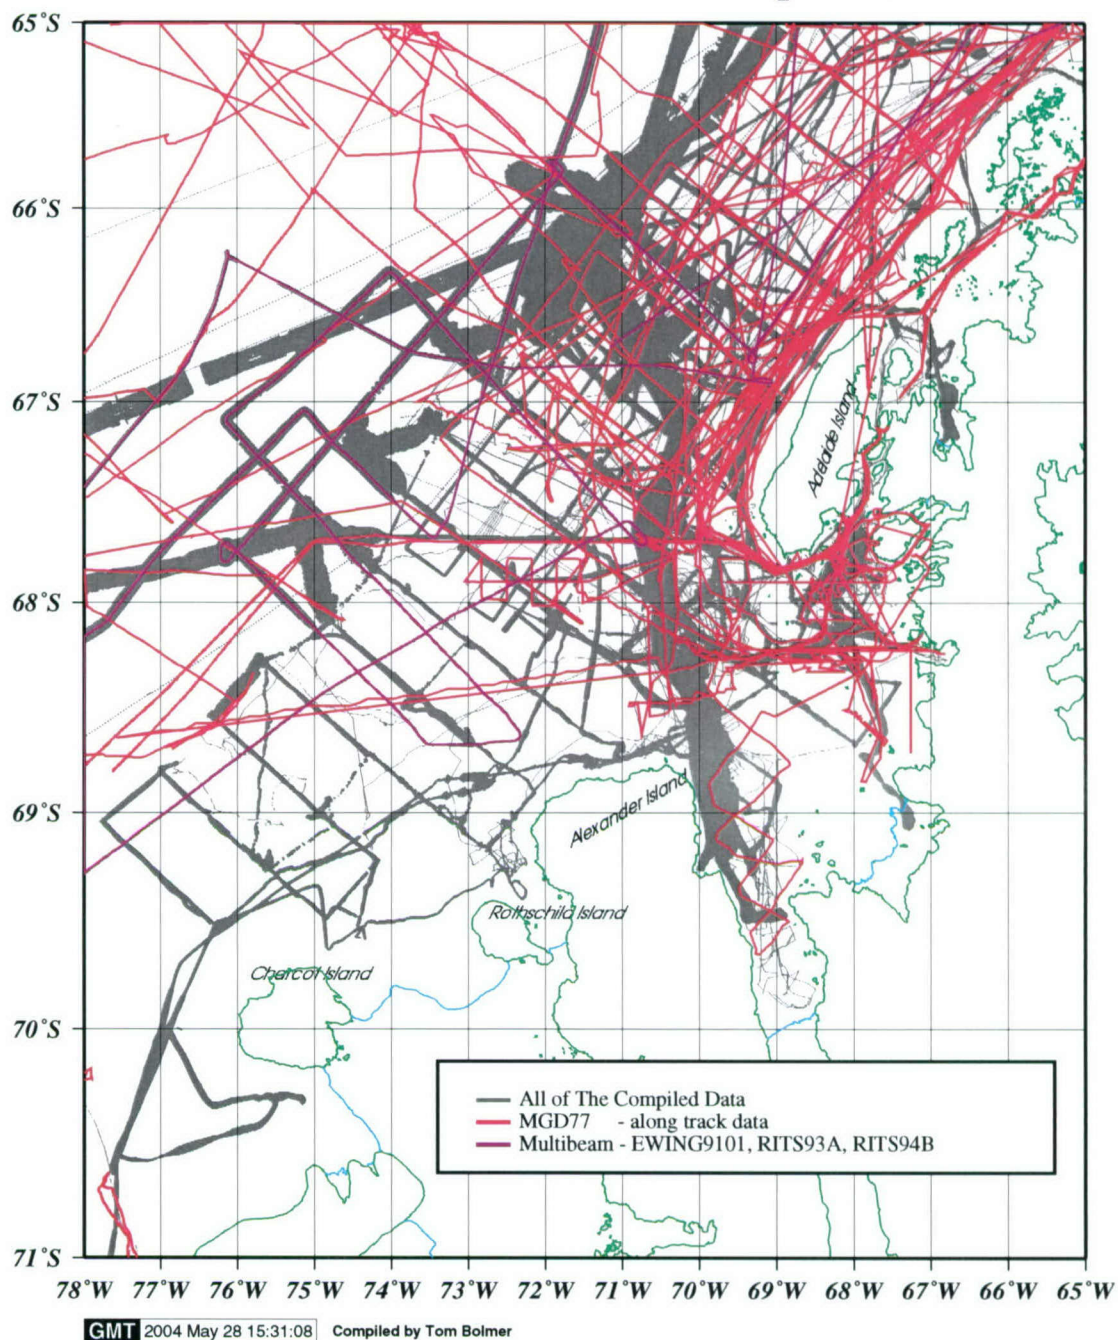 65°S
66°S
67°S
68°S
69°S
70°S
71°S
Adelaide Island
Alexander Island
Rothschild Island
Charcot Island
All of The Compiled Data
MGD77 - along track data
Multibeam - EWING9101, RITS93A, RITS94B
78°W 77°W 76°W 75°W 74°W 73°W 72°W 71°W 70°W 69°W 68°W 67°W 66°W 65°W
GMT 2004 May 28 15:31:08 Compiled by Tom Bolmer